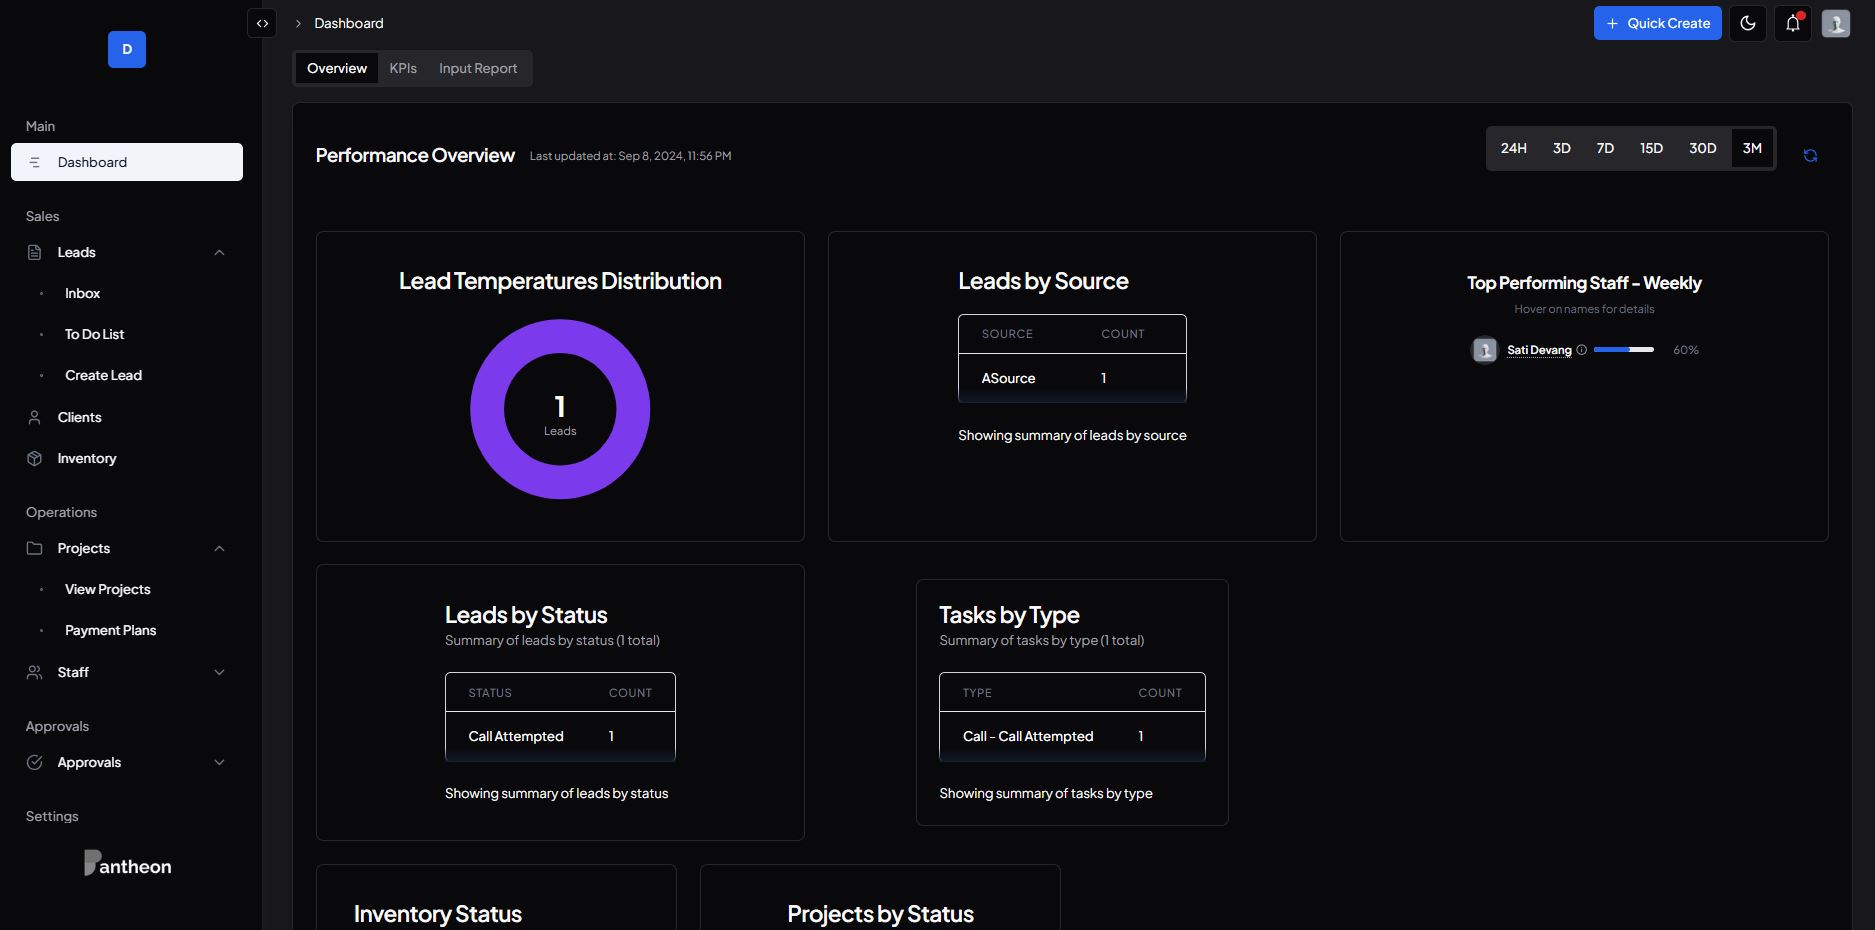 D
Main
Dashboard
Sales
Leads
Inbox
To Do List
Create Lead
Clients
Inventory
Operations
Projects
View Projects
Payment Plans
Staff
Approvals
Approvals
Settings
Pantheon
Dashboard
Quick Create
Overview
KPIs
Input Report
Performance Overview
Last updated at: Sep 8, 2024, 11:56 PM
24H
3D
7D
15D
30D
3M
Lead Temperatures Distribution
1
Leads
Leads by Source
SOURCE COUNT
ASource 1
Showing summary of leads by source
Top Performing Staff - Weekly
Hover on names for details
Sati Devang 60%
Leads by Status
Summary of leads by status (1 total)
STATUS COUNT
Call Attempted 1
Showing summary of leads by status
Tasks by Type
Summary of tasks by type (1 total)
TYPE COUNT
Call - Call Attempted 1
Showing summary of tasks by type
Inventory Status
Projects by Status